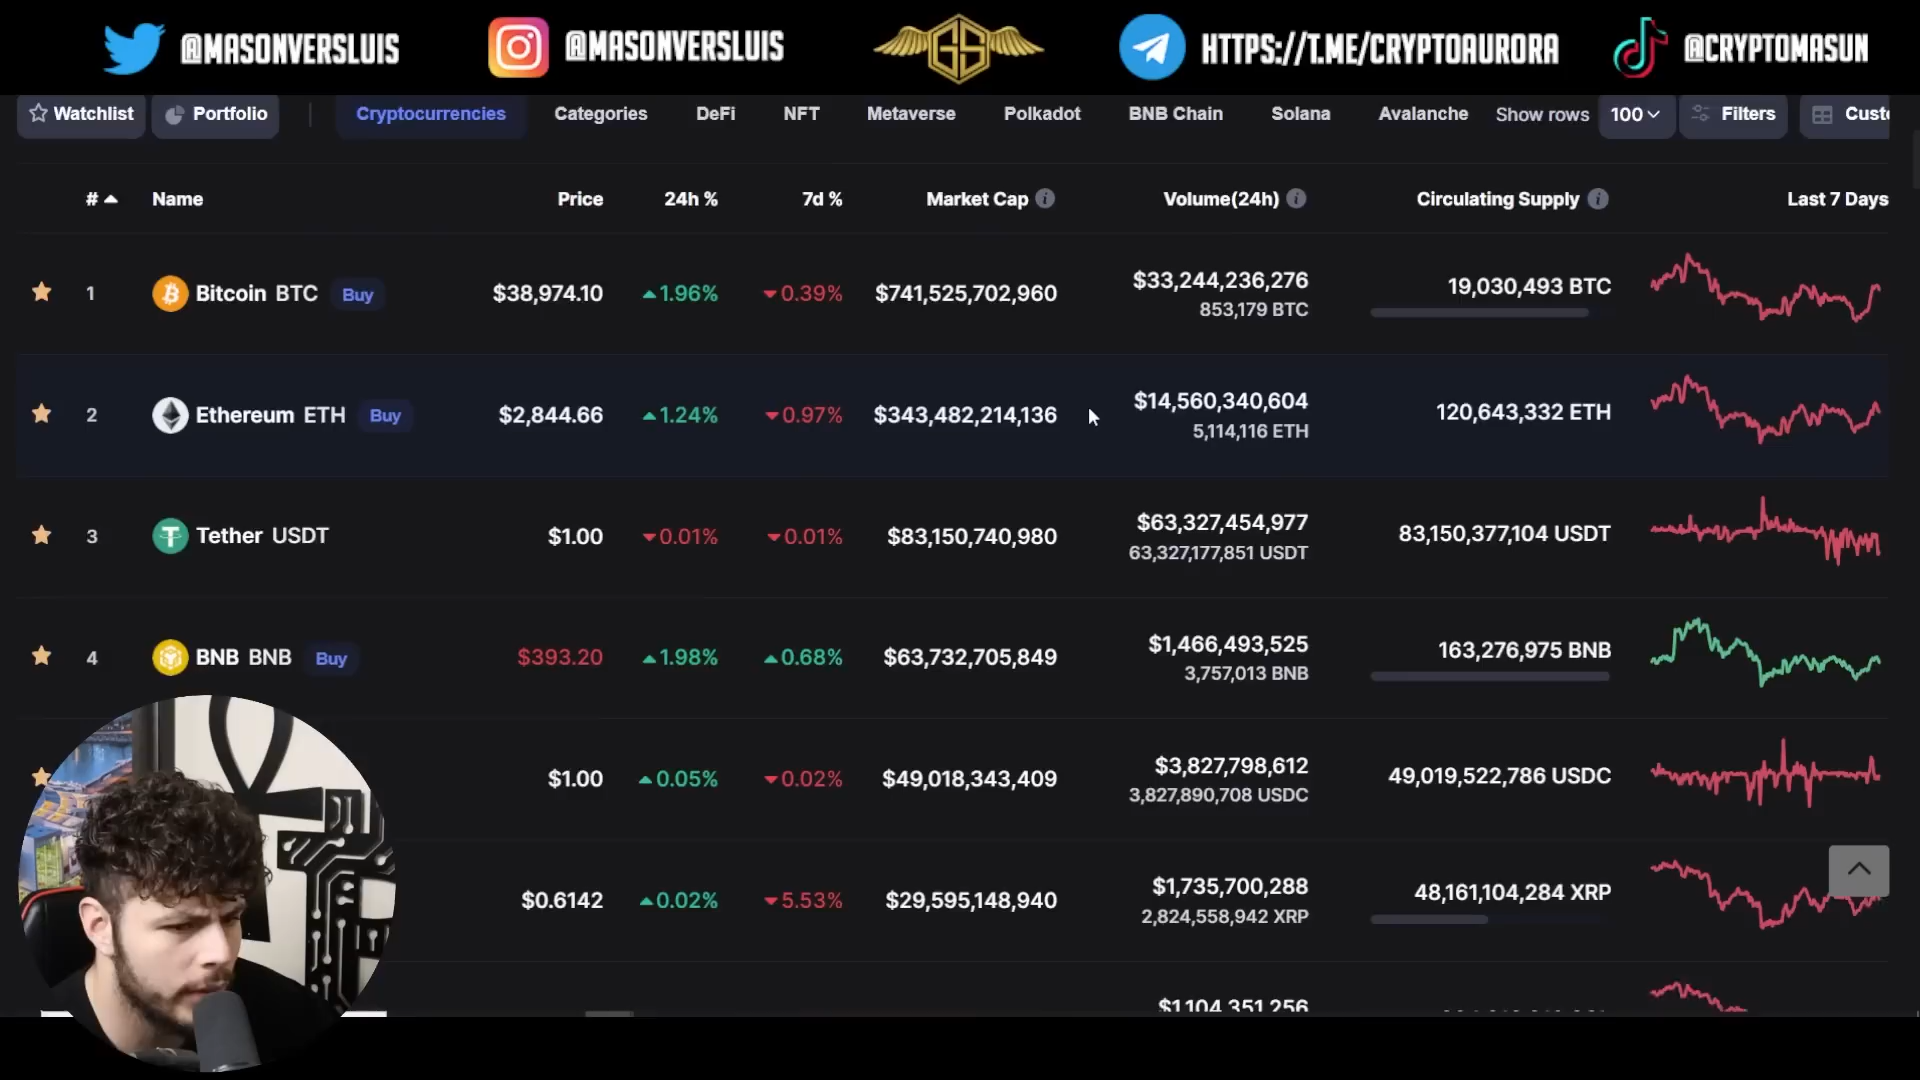 @MASONVERSLUIS @MASONVERSLUIS GS HTTPS://T.ME/CRYPTOAURORA @CRYPTOMASUN
Watchlist Portfolio Cryptocurrencies Categories DeFi NFT Metaverse Polkadot BNB Chain Solana Avalanche Show rows 100 Filters Custo
# Name Price 24h % 7d % Market Cap Volume(24h) Circulating Supply Last 7 Days
1 Bitcoin BTC Buy $38,974.10 1.96% 0.39% $741,525,702,960 $33,244,236,276 19,030,493 BTC
853,179 BTC
2 Ethereum ETH Buy $2,844.66 1.24% 0.97% $343,482,214,136 $14,560,340,604 120,643,332 ETH
5,114,116 ETH
3 Tether USDT $1.00 0.01% 0.01% $83,150,740,980 $63,327,454,977 83,150,377,104 USDT
63,327,177,851 USDT
4 BNB BNB Buy $393.20 1.98% 0.68% $63,732,705,849 $1,466,493,525 163,276,975 BNB
3,757,013 BNB
$1.00 0.05% 0.02% $49,018,343,409 $3,827,798,612 49,019,522,786 USDC
3,827,890,708 USDC
$0.6142 0.02% 5.53% $29,595,148,940 $1,735,700,288 48,161,104,284 XRP
2,824,558,942 XRP
$1,104,351,256